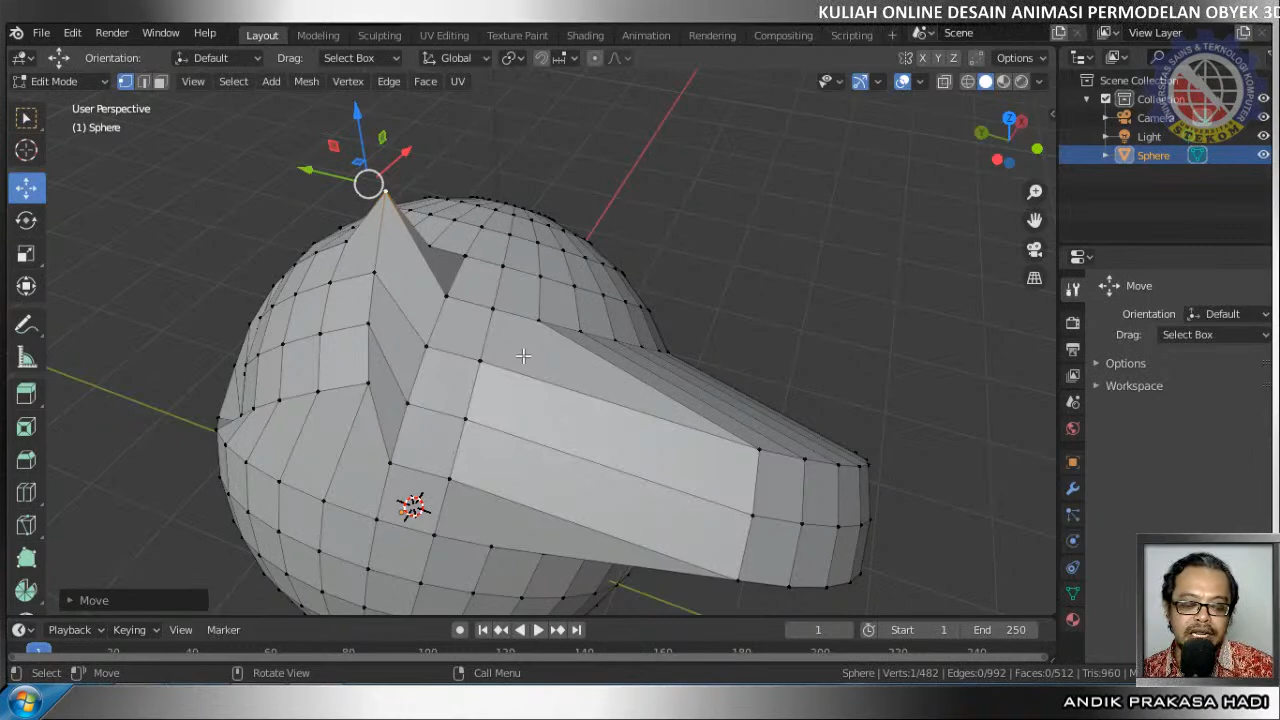 KULIAH ONLINE DESAIN ANIMASI PERMODELAN OBYEK 3D
File Edit Render Window Help Layout Modeling Sculpting UV Editing Texture Paint Shading Animation Rendering Compositing Scripting Scene View Layer
Orientation: Default Drag: Select Box Global X Y Z Options
Edit Mode View Select Add Mesh Vertex Edge Face UV
User Perspective
(1) Sphere
Scene Collection
Collection
Camera
Light
Sphere
STEKOM
Move
Orientation Default
Drag: Select Box
Options
Workspace
Move
Playback Keying View Marker 1 Start 1 End 250
Select Move Rotate View Call Menu Sphere | Verts:1/482 | Edges:0/992 | Faces:0/512 | Tris:960 | M
ANDIK PRAKASA HADI